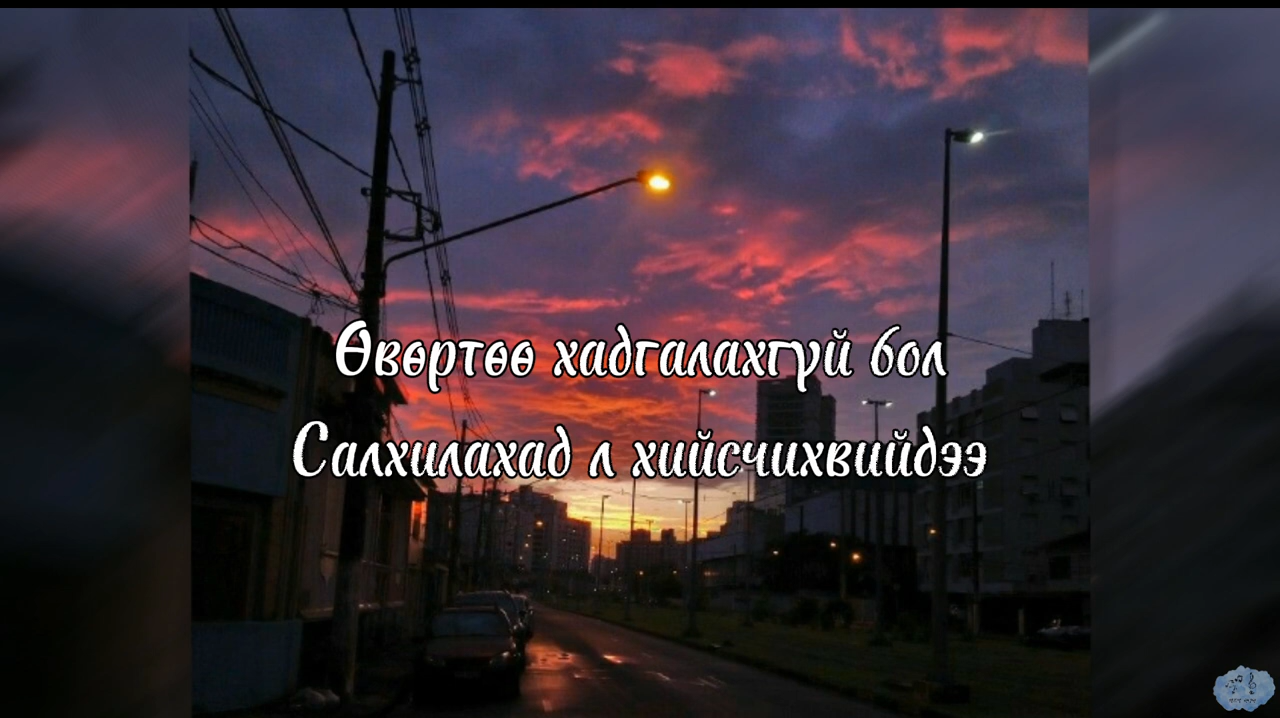 Өвөртөө хадгалахгүй бол
Салхилахад л хийсчихвийдээ